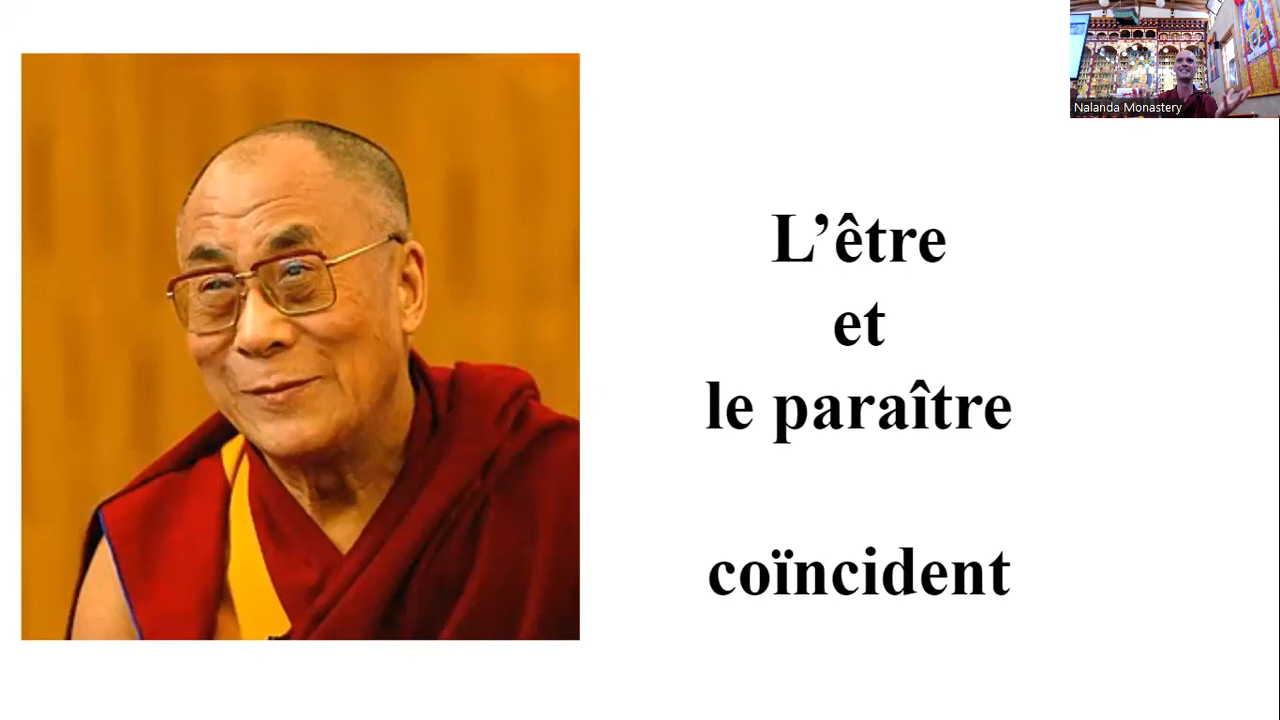 Nalanda Monastery
L’être
et
le paraître
coïncident